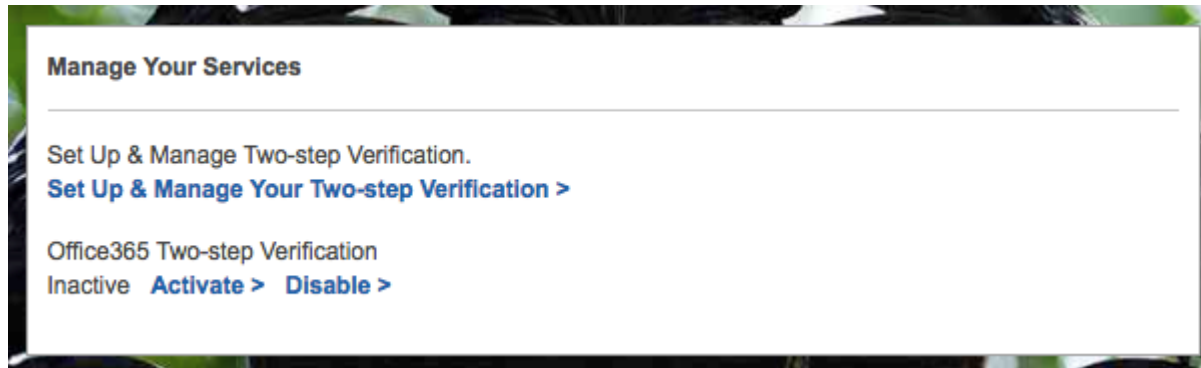 Manage Your Services
Set Up & Manage Two-step Verification.
Set Up & Manage Your Two-step Verification >
Office365 Two-step Verification
Inactive Activate > Disable >